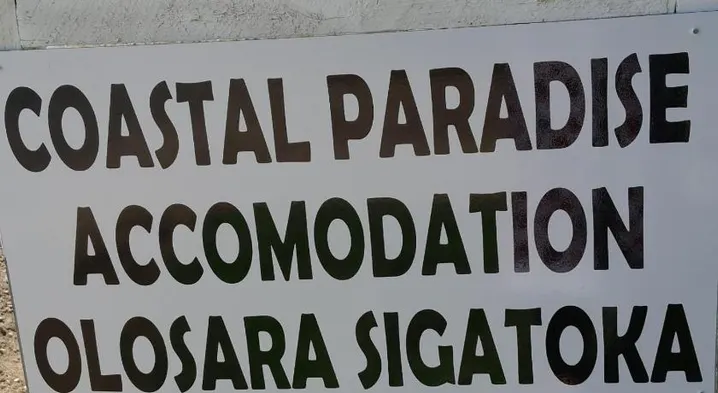 COASTAL PARADISE
ACCOMODATION
OLOSARA SIGATOKA